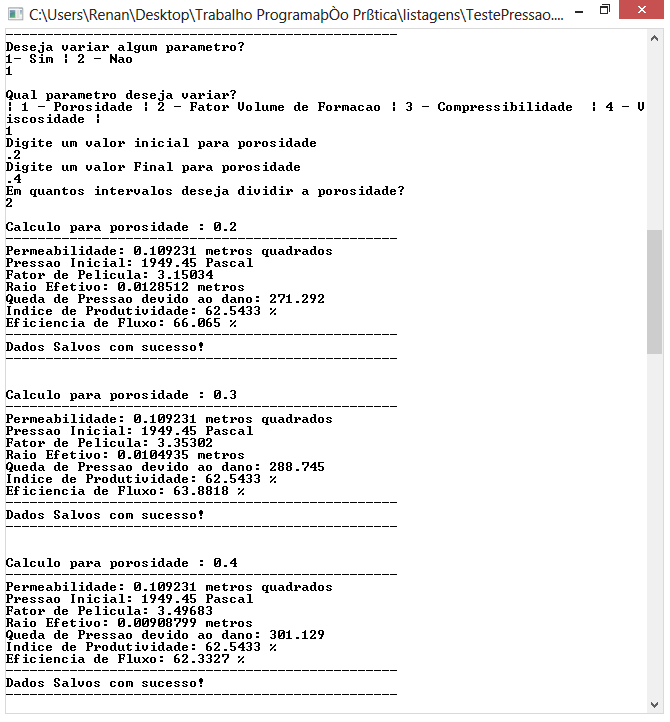 C:\Users\Renan\Desktop\Trabalho ProgramaþÒo Prßtica\listagens\TestePressao....
-------------------------------------------------
Deseja variar algum parametro?
1- Sim ¦ 2 - Nao
1
Qual parametro deseja variar?
¦ 1 - Porosidade ¦ 2 - Fator Volume de Formacao ¦ 3 - Compressibilidade  ¦ 4 - V
iscosidade ¦
1
Digite um valor inicial para porosidade
.2
Digite um valor Final para porosidade
.4
Em quantos intervalos deseja dividir a porosidade?
2
Calculo para porosidade : 0.2
-------------------------------------------------
Permeabilidade: 0.109231 metros quadrados
Pressao Inicial: 1949.45 Pascal
Fator de Pelicula: 3.15034
Raio Efetivo: 0.0128512 metros
Queda de Pressao devido ao dano: 271.292
Indice de Produtividade: 62.5433 %
Eficiencia de Fluxo: 66.065 %
-------------------------------------------------
Dados Salvos com sucesso!
-------------------------------------------------
Calculo para porosidade : 0.3
-------------------------------------------------
Permeabilidade: 0.109231 metros quadrados
Pressao Inicial: 1949.45 Pascal
Fator de Pelicula: 3.35302
Raio Efetivo: 0.0104935 metros
Queda de Pressao devido ao dano: 288.745
Indice de Produtividade: 62.5433 %
Eficiencia de Fluxo: 63.8818 %
-------------------------------------------------
Dados Salvos com sucesso!
-------------------------------------------------
Calculo para porosidade : 0.4
-------------------------------------------------
Permeabilidade: 0.109231 metros quadrados
Pressao Inicial: 1949.45 Pascal
Fator de Pelicula: 3.49683
Raio Efetivo: 0.00908799 metros
Queda de Pressao devido ao dano: 301.129
Indice de Produtividade: 62.5433 %
Eficiencia de Fluxo: 62.3327 %
-------------------------------------------------
Dados Salvos com sucesso!
-------------------------------------------------